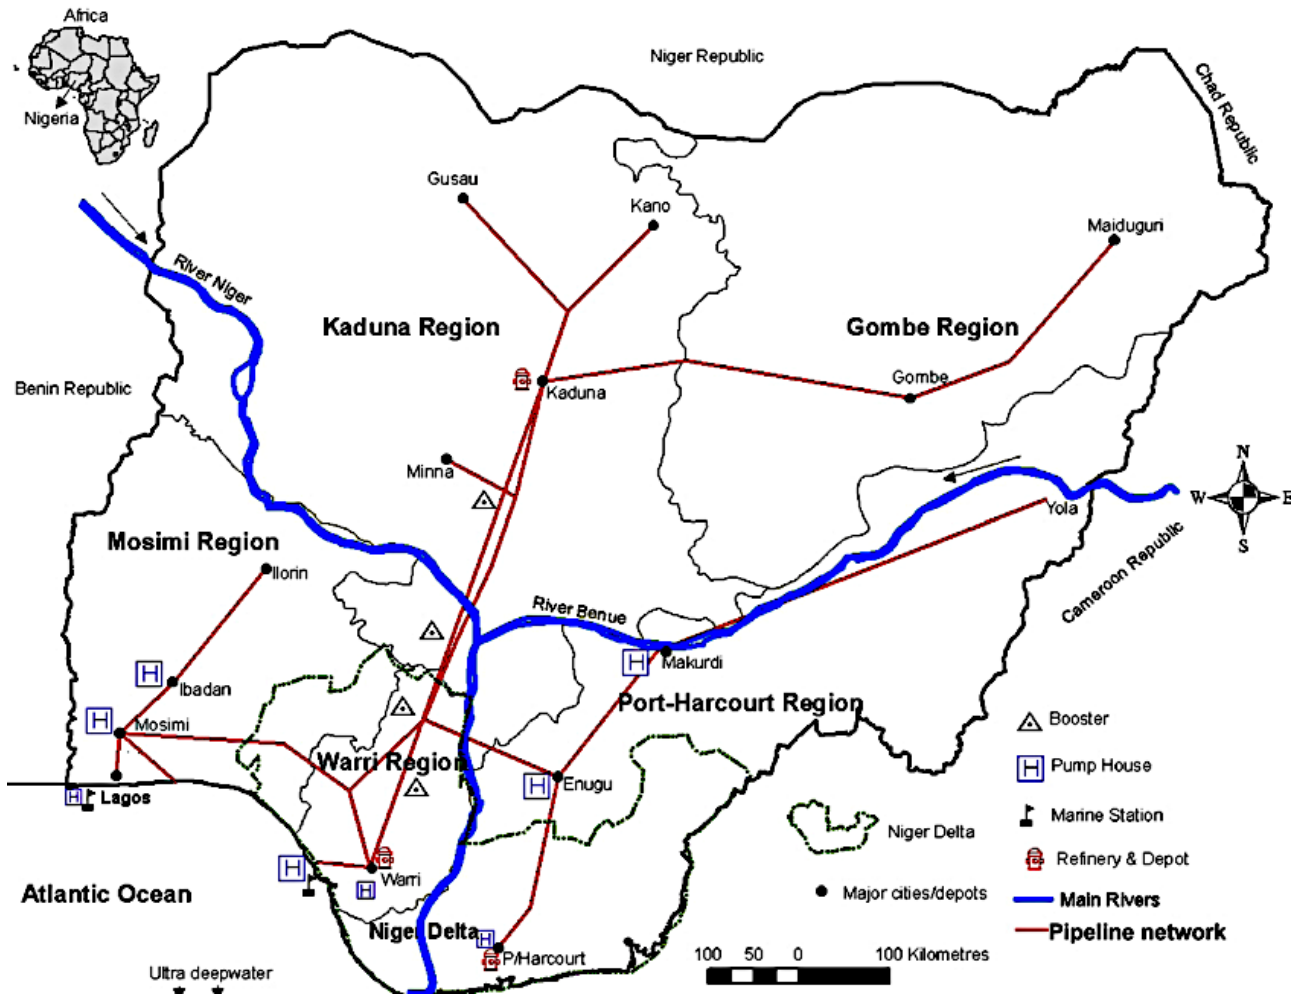 Africa
Nigeria
Niger Republic
Chad Republic
Gusau
Kano
Maiduguri
River Niger
Kaduna Region
Gombe Region
Benin Republic
Kaduna
Gombe
Minna
N
W
E
S
Yola
Mosimi Region
Ilorin
Cameroon Republic
River Benue
Makurdi
H
H
Ibadan
Port-Harcourt Region
H
Mosimi
Booster
Warri Region
H
Enugu
H
Pump House
H
Lagos
Marine Station
Niger Delta
Refinery & Depot
H
Warri
H
Major cities/depots
Main Rivers
Atlantic Ocean
Niger Delta
H
P/Harcourt
Pipeline network
100
0
100 Kilometres
Ultra deepwater